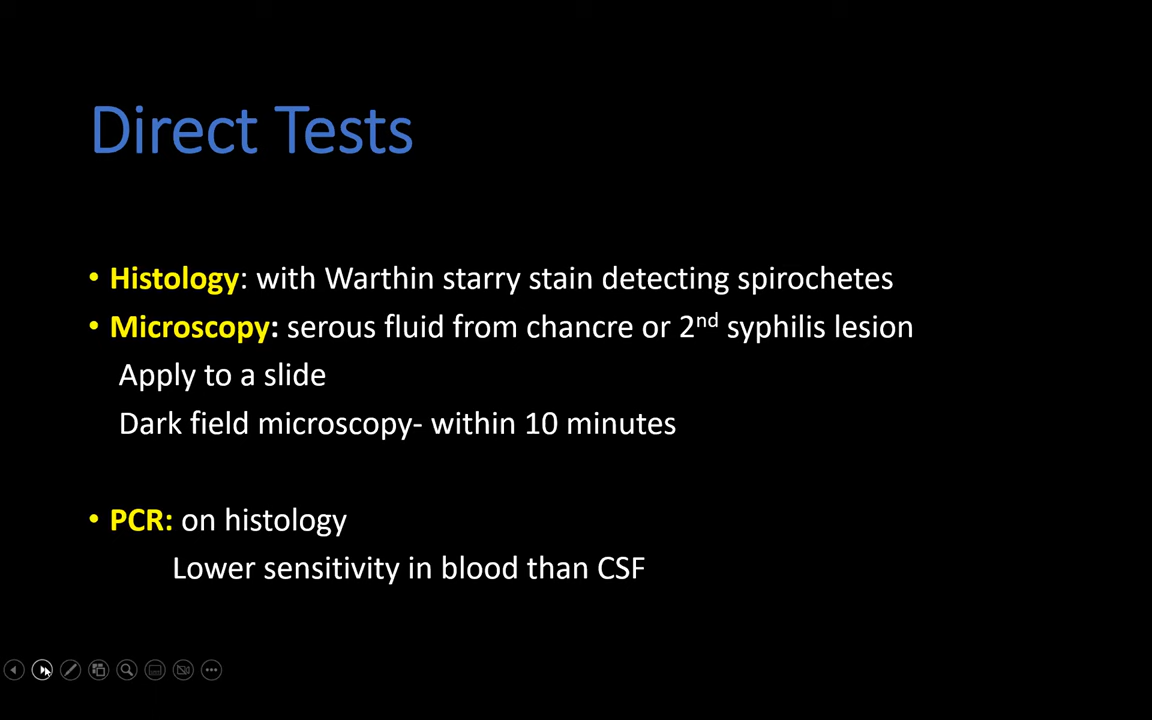 Direct Tests
• Histology: with Warthin starry stain detecting spirochetes
• Microscopy: serous fluid from chancre or 2nd syphilis lesion
Apply to a slide
Dark field microscopy- within 10 minutes
• PCR: on histology
Lower sensitivity in blood than CSF